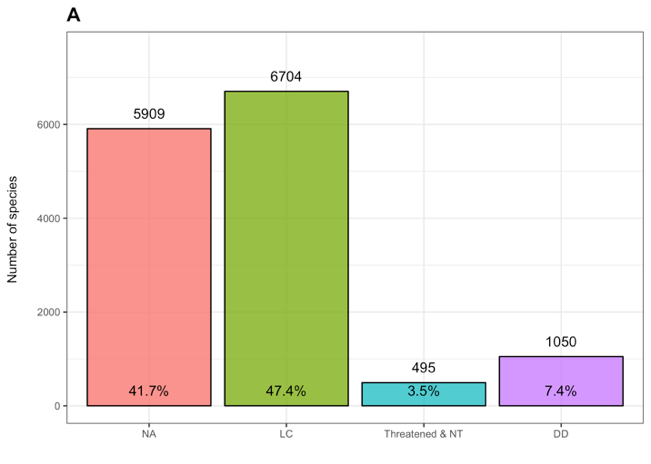 A
6704
5909
6000
4000
Number of species
2000
1050
495
41.7%
47.4%
3.5%
7.4%
0
NA
LC
Threatened & NT
DD